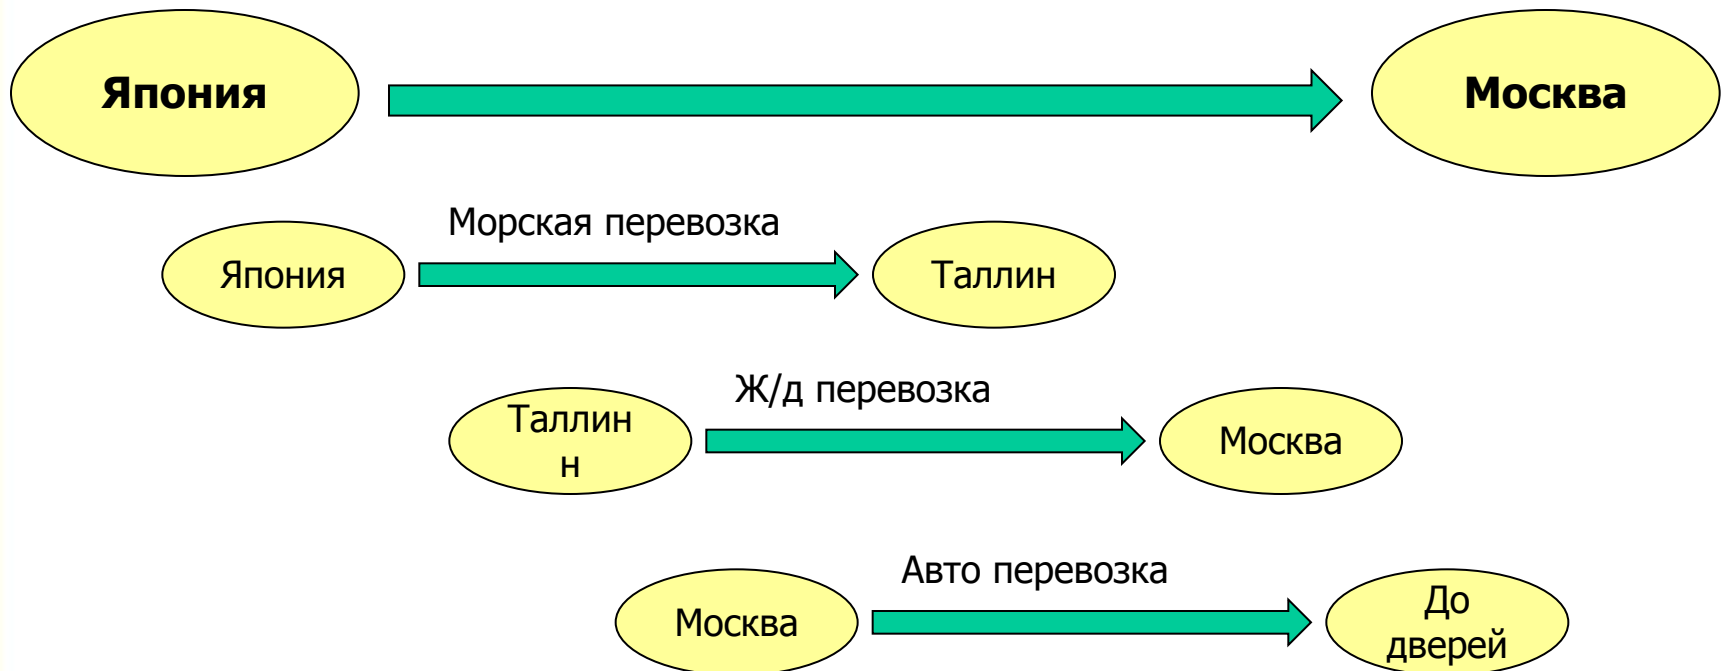 Япония
Москва
Морская перевозка
Япония
Таллин
Ж/д перевозка
Таллин
н
Москва
Авто перевозка
Москва
До
дверей